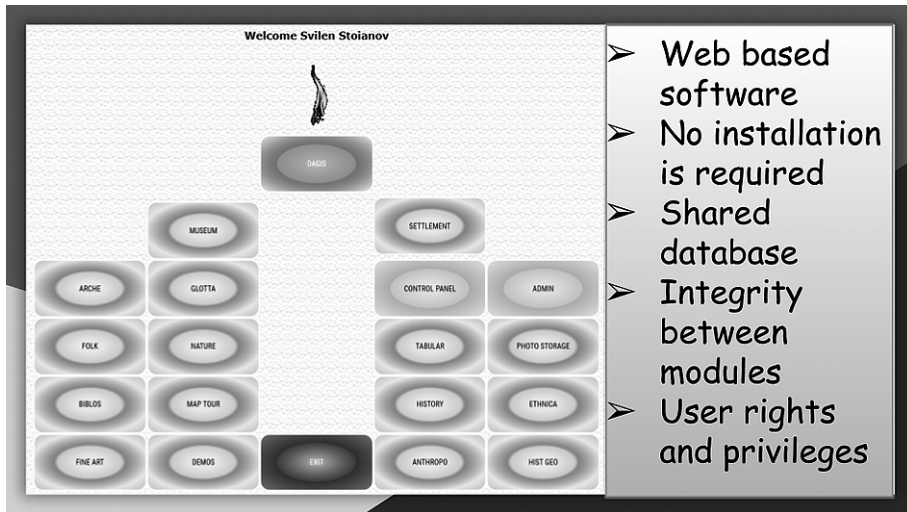 Welcome Svilen Stoianov
DAGIS
MUSEUM
SETTLEMENT
ARCHE
GLOTTA
CONTROL PANEL
ADMIN
FOLK
NATURE
TABULAR
PHOTO STORAGE
BIBLOS
MAP TOUR
HISTORY
ETHNICA
FINE ART
DEMOS
EXIT
ANTHROPO
HIST GEO
➢ Web based
software
➢ No installation
is required
➢ Shared
database
➢ Integrity
between
modules
➢ User rights
and privileges